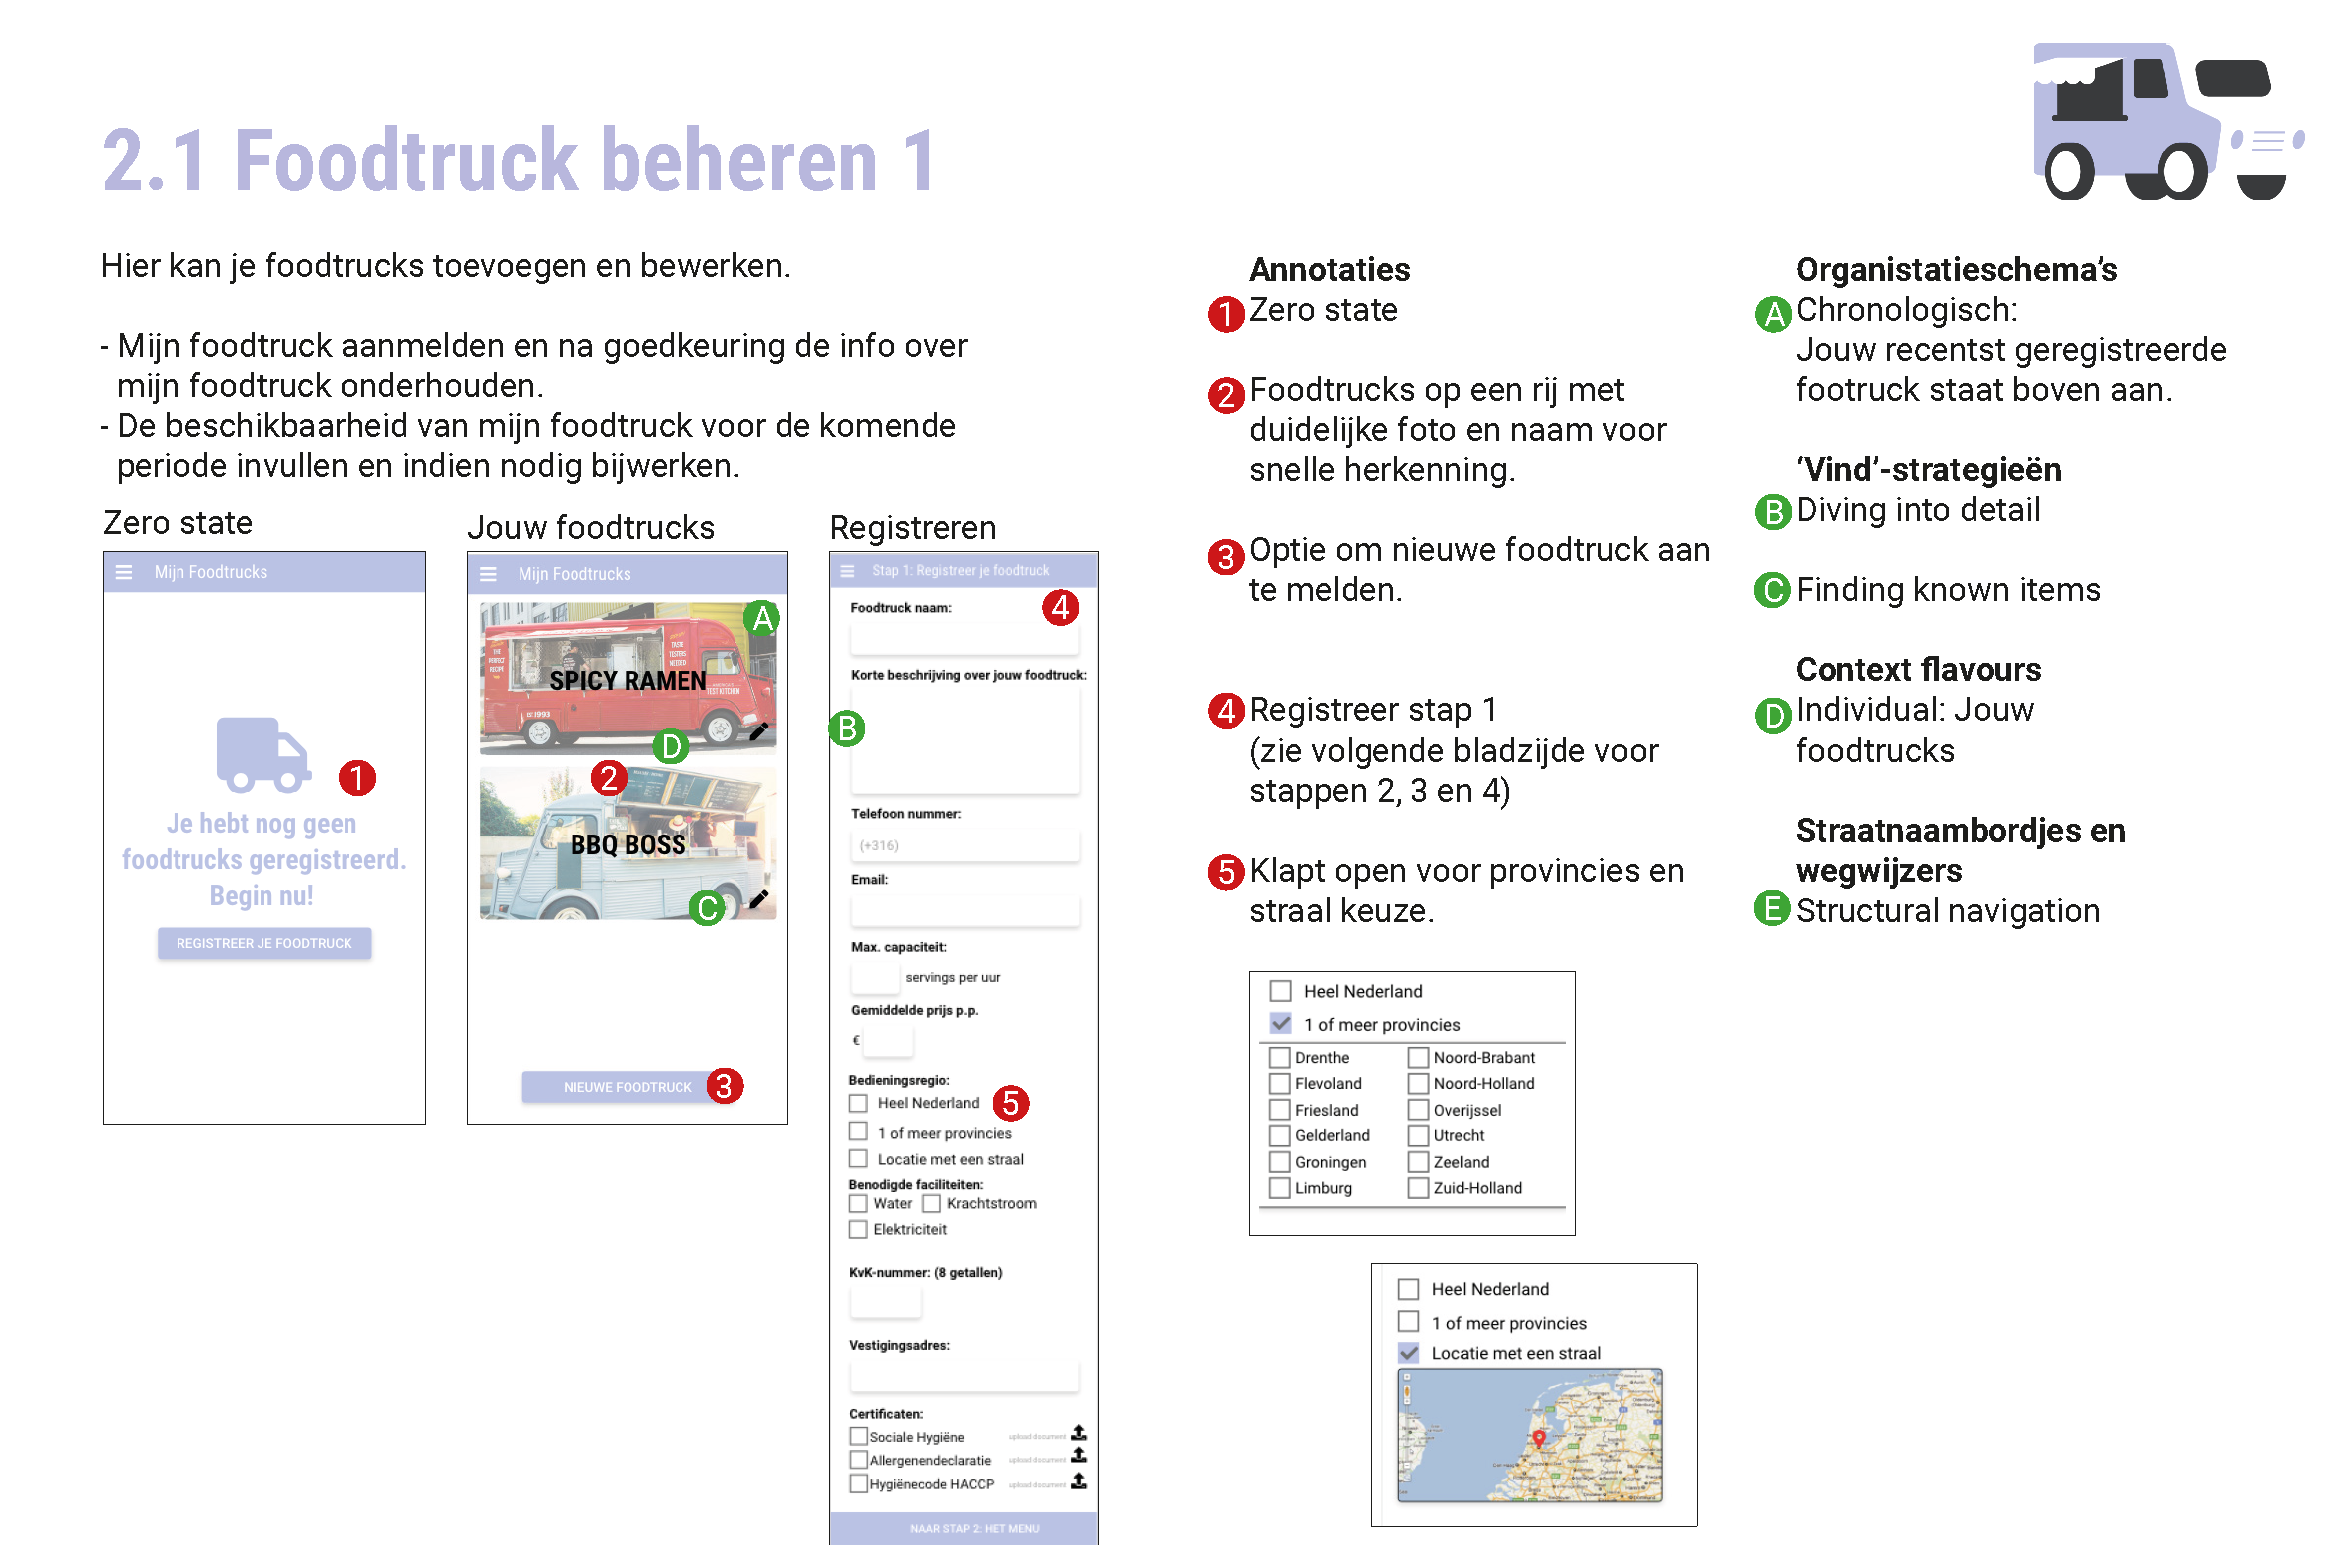 2.1 Foodtruck beheren 1
Hier kan je foodtrucks toevoegen en bewerken.
- Mijn foodtruck aanmelden en na goedkeuring de info over
mijn foodtruck onderhouden.
- De beschikbaarheid van mijn foodtruck voor de komende
periode invullen en indien nodig bijwerken.
Zero state
Mijn Foodtrucks
1
Je hebt nog geen
foodtrucks geregistreerd.
Begin nu!
REGISTREER JE FOODTRUCK
Jouw foodtrucks
Mijn Foodtrucks
A
THE PERFECT RECIPE
TASTE TESTERS NEEDED
SPICY RAMEN
TEST KITCHEN
D
2
BBQ BOSS
C
NIEUWE FOODTRUCK
3
Registreren
Stap 1: Registreer je foodtruck
Foodtruck naam:
4
Korte beschrijving over jouw foodtruck:
B
Telefoon nummer:
(+316)
Email:
Max. capaciteit:
servings per uur
Gemiddelde prijs p.p.
€
Bedieningsregio:
Heel Nederland
5
1 of meer provincies
Locatie met een straal
Benodigde faciliteiten:
Water Krachtstroom
Elektriciteit
KvK-nummer: (8 getallen)
Vestigingsadres:
Certificaten:
Sociale Hygiëne upload document
Allergenendeclaratie upload document
Hygiënecode HACCP upload document
NAAR STAP 2: HET MENU
Annotaties
1 Zero state
2 Foodtrucks op een rij met
duidelijke foto en naam voor
snelle herkenning.
3 Optie om nieuwe foodtruck aan
te melden.
4 Registreer stap 1
(zie volgende bladzijde voor
stappen 2, 3 en 4)
5 Klapt open voor provincies en
straal keuze.
Heel Nederland
1 of meer provincies
Drenthe Noord-Brabant
Flevoland Noord-Holland
Friesland Overijssel
Gelderland Utrecht
Groningen Zeeland
Limburg Zuid-Holland
Heel Nederland
1 of meer provincies
Locatie met een straal
Organistatieschema’s
A Chronologisch:
Jouw recentst geregistreerde
footruck staat boven aan.
‘Vind’-strategieën
B Diving into detail
C Finding known items
Context flavours
D Individual: Jouw
foodtrucks
Straatnaambordjes en
wegwijzers
E Structural navigation